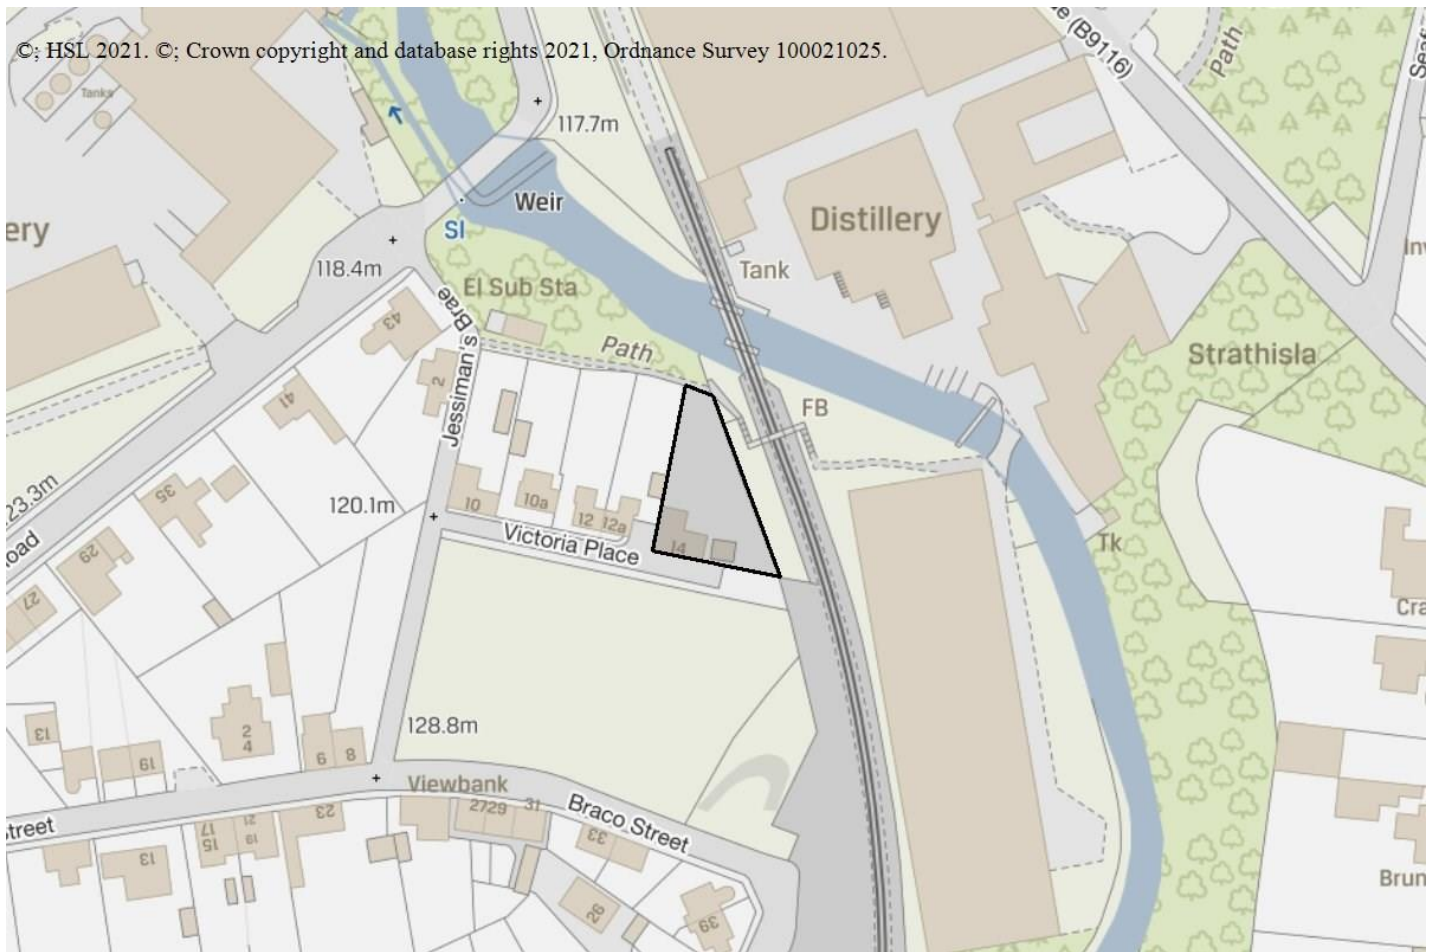 ©; HSL 2021. ©; Crown copyright and database rights 2021, Ordnance Survey 100021025.
(B9116)
Path
Tanks
117.7m
Weir
Distillery
ery
SI
118.4m
Tank
El Sub Sta
43
Jessiman's Brae
Path
Strathisla
2
41
FB
35
23.3m
120.1m
10
10a
12
12a
14
Victoria Place
Tk
oad
29
27
Cra
128.8m
13
2
4
19
6
8
Viewbank
2729
31
Braco Street
treet
23
17
15
21
19
33
13
26
39
Brun